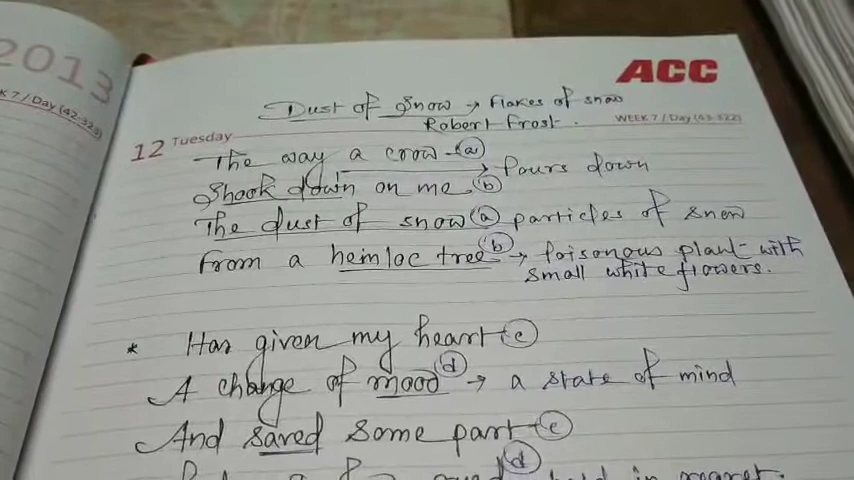 2013
K 7 / Day (42-323)
ACC
Dust of Snow → Flakes of snow
Robert Frost.
WEEK 7 / Day (43-322)
12 Tuesday
The way a crow - (a)
Shook down on me. (b) → Pours down
The dust of snow (a) particles of snow
From a hemloc tree (b) → poisonous plant with
small white flowers.
* Has given my heart (c)
A change of mood (d) → a state of mind
And saved some part (c)
(d) held in regret.